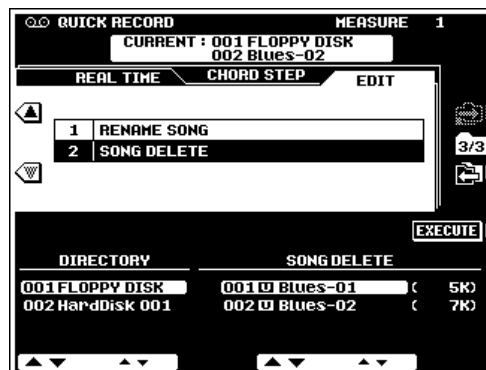 QUICK RECORD MEASURE 1
CURRENT : 001 FLOPPY DISK
002 Blues-02
REAL TIME CHORD STEP EDIT
1 RENAME SONG
2 SONG DELETE
3/3
EXECUTE
DIRECTORY SONG DELETE
001 FLOPPY DISK 001 Blues-01 ( 5K)
002 HardDisk 001 002 Blues-02 ( 7K)